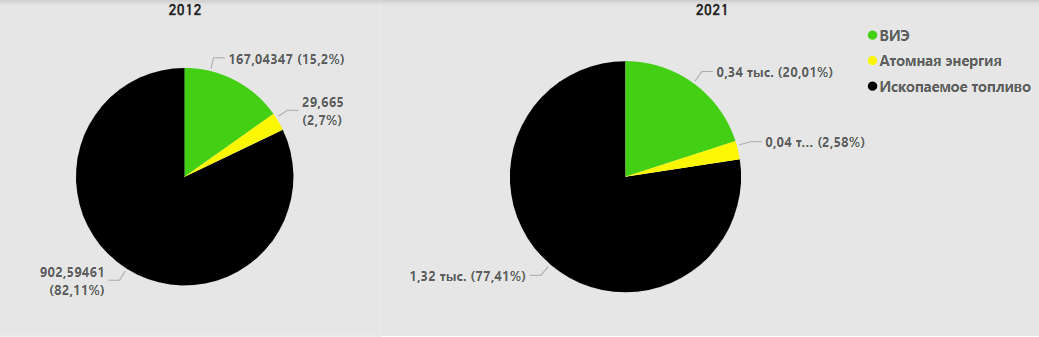 2012
167,04347 (15,2%)
29,665
(2,7%)
902,59461
(82,11%)
2021
0,34 тыс. (20,01%)
0,04 т... (2,58%)
1,32 тыс. (77,41%)
ВИЭ
Атомная энергия
Ископаемое топливо